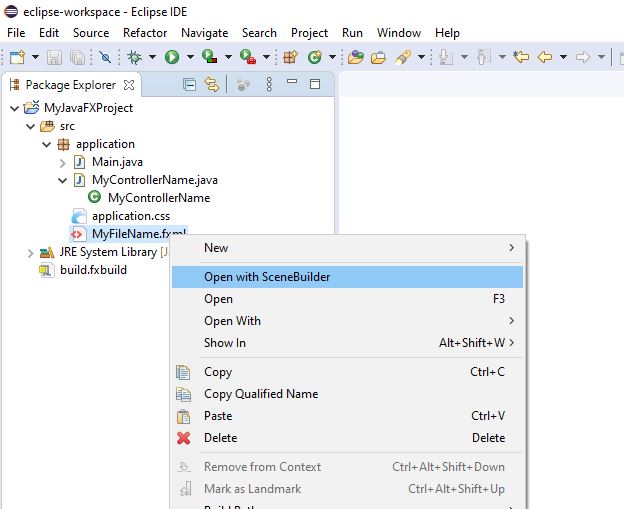 eclipse-workspace - Eclipse IDE
File Edit Source Refactor Navigate Search Project Run Window Help
Package Explorer
MyJavaFXProject
src
application
Main.java
MyControllerName.java
MyControllerName
application.css
MyFileName.fxml
JRE System Library
build.fxbuild
New
Open with SceneBuilder
Open F3
Open With
Show In Alt+Shift+W
Copy Ctrl+C
Copy Qualified Name
Paste Ctrl+V
Delete Delete
Remove from Context Ctrl+Alt+Shift+Down
Mark as Landmark Ctrl+Alt+Shift+Up
Build Path